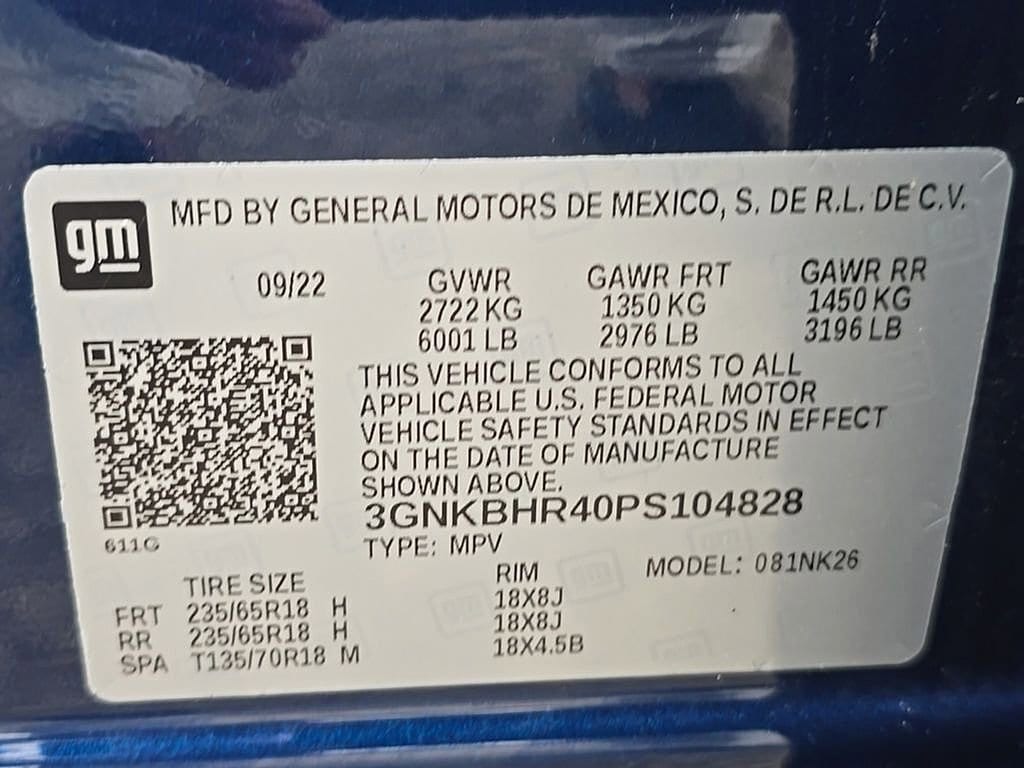 gm
MFD BY GENERAL MOTORS DE MEXICO, S. DE R.L. DE C.V.
09/22 GVWR GAWR FRT GAWR RR
2722 KG 1350 KG 1450 KG
6001 LB 2976 LB 3196 LB
THIS VEHICLE CONFORMS TO ALL
APPLICABLE U.S. FEDERAL MOTOR
VEHICLE SAFETY STANDARDS IN EFFECT
ON THE DATE OF MANUFACTURE
SHOWN ABOVE.
3GNKBHR40PS104828
611G
TYPE: MPV MODEL: 081NK26
TIRE SIZE RIM
FRT 235/65R18 H 18X8J
RR 235/65R18 H 18X8J
SPA T135/70R18 M 18X4.5B